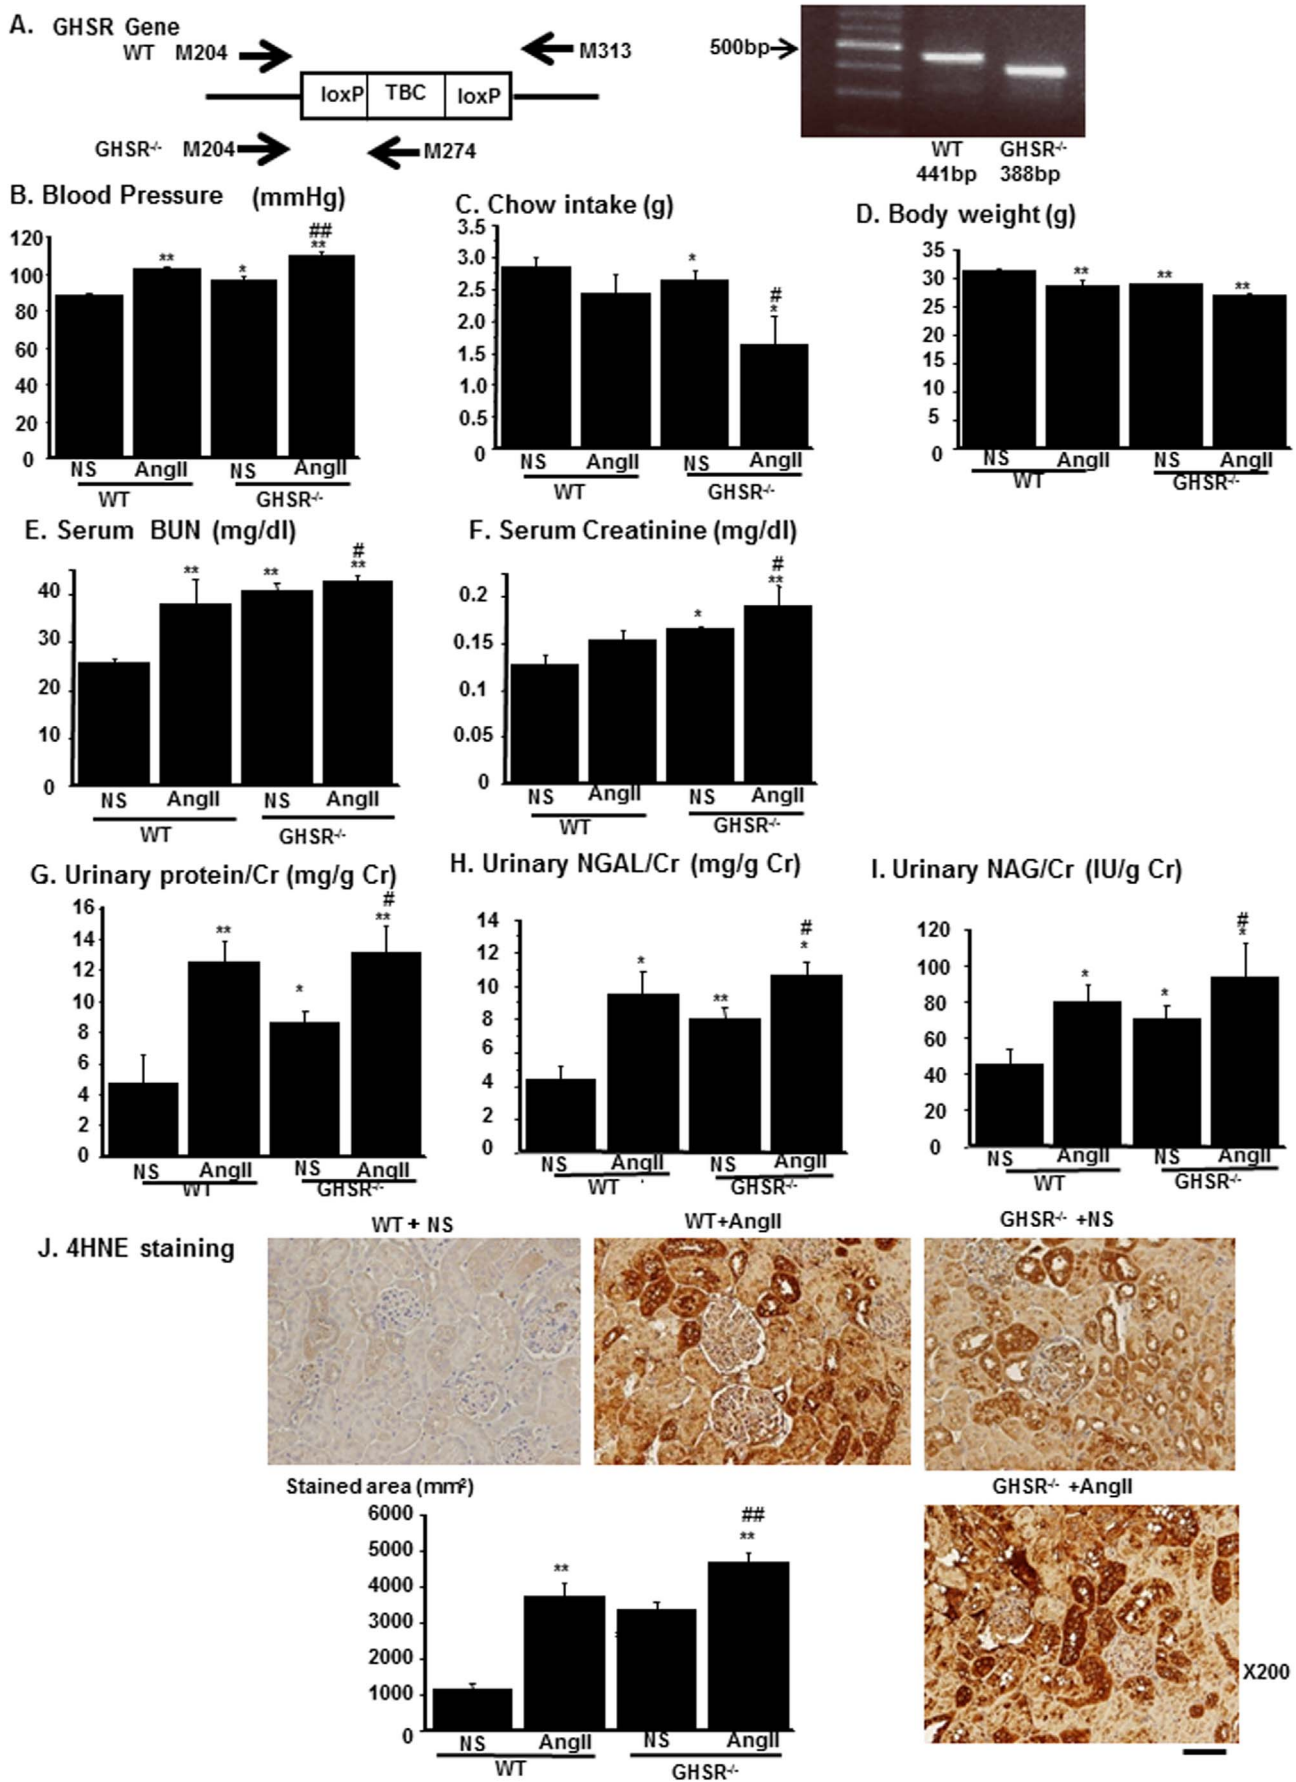 A. GHSR Gene
WT M204 M313
loxP TBC loxP
GHSR-/- M204 M274
500bp
WT GHSR-/-
441bp 388bp
B. Blood Pressure (mmHg)
120
100
80
60
40
20
0
** * ## **
NS AngII NS AngII
WT GHSR-/-
C. Chow intake (g)
3.5
3.0
2.5
2.0
1.5
1.0
0.5
0
* # *
NS AngII NS AngII
WT GHSR-/-
D. Body weight (g)
35
30
25
20
15
10
5
0
** ** **
NS AngII NS AngII
WT GHSR-/-
E. Serum BUN (mg/dl)
40
30
20
10
0
** ** # **
NS AngII NS AngII
WT GHSR-/-
F. Serum Creatinine (mg/dl)
0.2
0.15
0.1
0.05
0
* # **
NS AngII NS AngII
WT GHSR-/-
G. Urinary protein/Cr (mg/g Cr)
16
14
12
10
8
6
4
2
0
** * # **
NS AngII NS AngII
WT GHSR-/-
H. Urinary NGAL/Cr (mg/g Cr)
14
12
10
8
6
4
2
0
* ** # *
NS AngII NS AngII
WT GHSR-/-
I. Urinary NAG/Cr (IU/g Cr)
120
100
80
60
40
20
0
* * # *
NS AngII NS AngII
WT GHSR-/-
J. 4HNE staining
WT + NS WT+AngII GHSR-/- +NS
Stained area (mm²)
6000
5000
4000
3000
2000
1000
0
** ## **
NS AngII NS AngII
WT GHSR-/-
GHSR-/- +AngII
X200